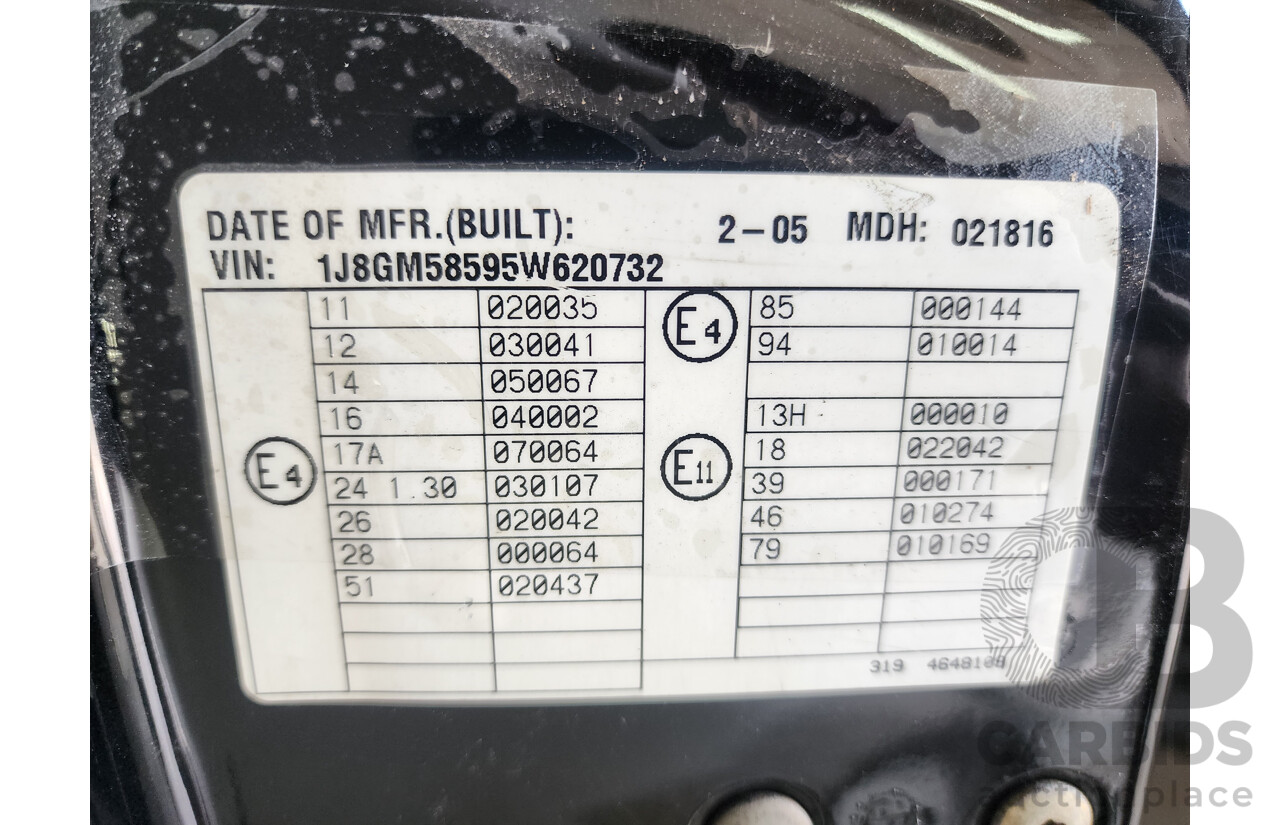 DATE OF MFR.(BUILT): 2-05 MDH: 021816
VIN: 1J8GM58595W620732
11 020035 E4 85 000144
12 030041 94 010014
14 050067
16 040002 13H 000010
17A 070064 E11 18 022042
E4 24 1.30 030107 39 000171
26 020042 46 010274
28 000064 79 010169
51 020437
319
CARBIDS
auctionplace